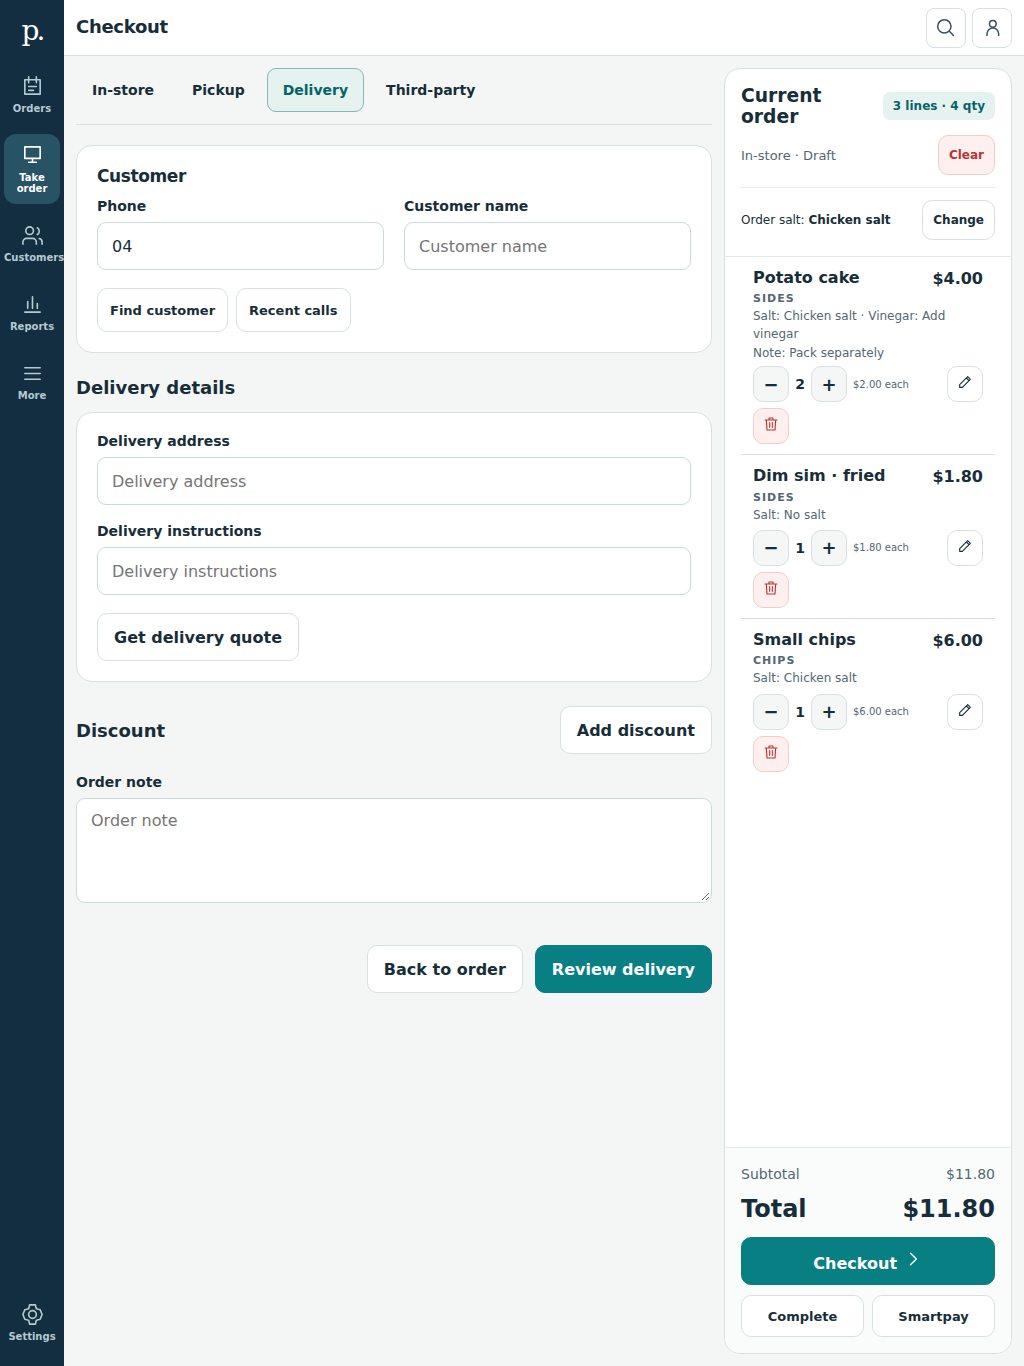 p.
Orders
Take
order
Customers
Reports
More
Settings
Checkout
In-store
Pickup
Delivery
Third-party
Customer
Phone
Customer name
04
Customer name
Find customer
Recent calls
Delivery details
Delivery address
Delivery address
Delivery instructions
Delivery instructions
Get delivery quote
Discount
Add discount
Order note
Order note
Back to order
Review delivery
Current
order
3 lines · 4 qty
In-store · Draft
Clear
Order salt: Chicken salt
Change
Potato cake
$4.00
SIDES
Salt: Chicken salt · Vinegar: Add
vinegar
Note: Pack separately
− 2 + $2.00 each
Dim sim · fried
$1.80
SIDES
Salt: No salt
− 1 + $1.80 each
Small chips
$6.00
CHIPS
Salt: Chicken salt
− 1 + $6.00 each
Subtotal
$11.80
Total
$11.80
Checkout
Complete
Smartpay